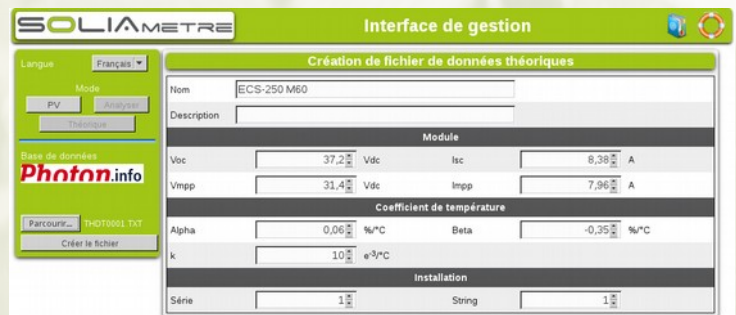 SOLIAMETRE
Interface de gestion
Langue Français
Mode
PV Analyser
Théorique
Base de données
Photon.info
Parcourir... THDT0001.TXT
Créer le fichier
Création de fichier de données théoriques
Nom ECS-250 M60
Description
Module
Voc 37,2 Vdc Isc 8,38 A
Vmpp 31,4 Vdc Impp 7,96 A
Coefficient de température
Alpha 0,06 %/°C Beta -0,35 %/°C
k 10 e-3/°C
Installation
Série 1 String 1